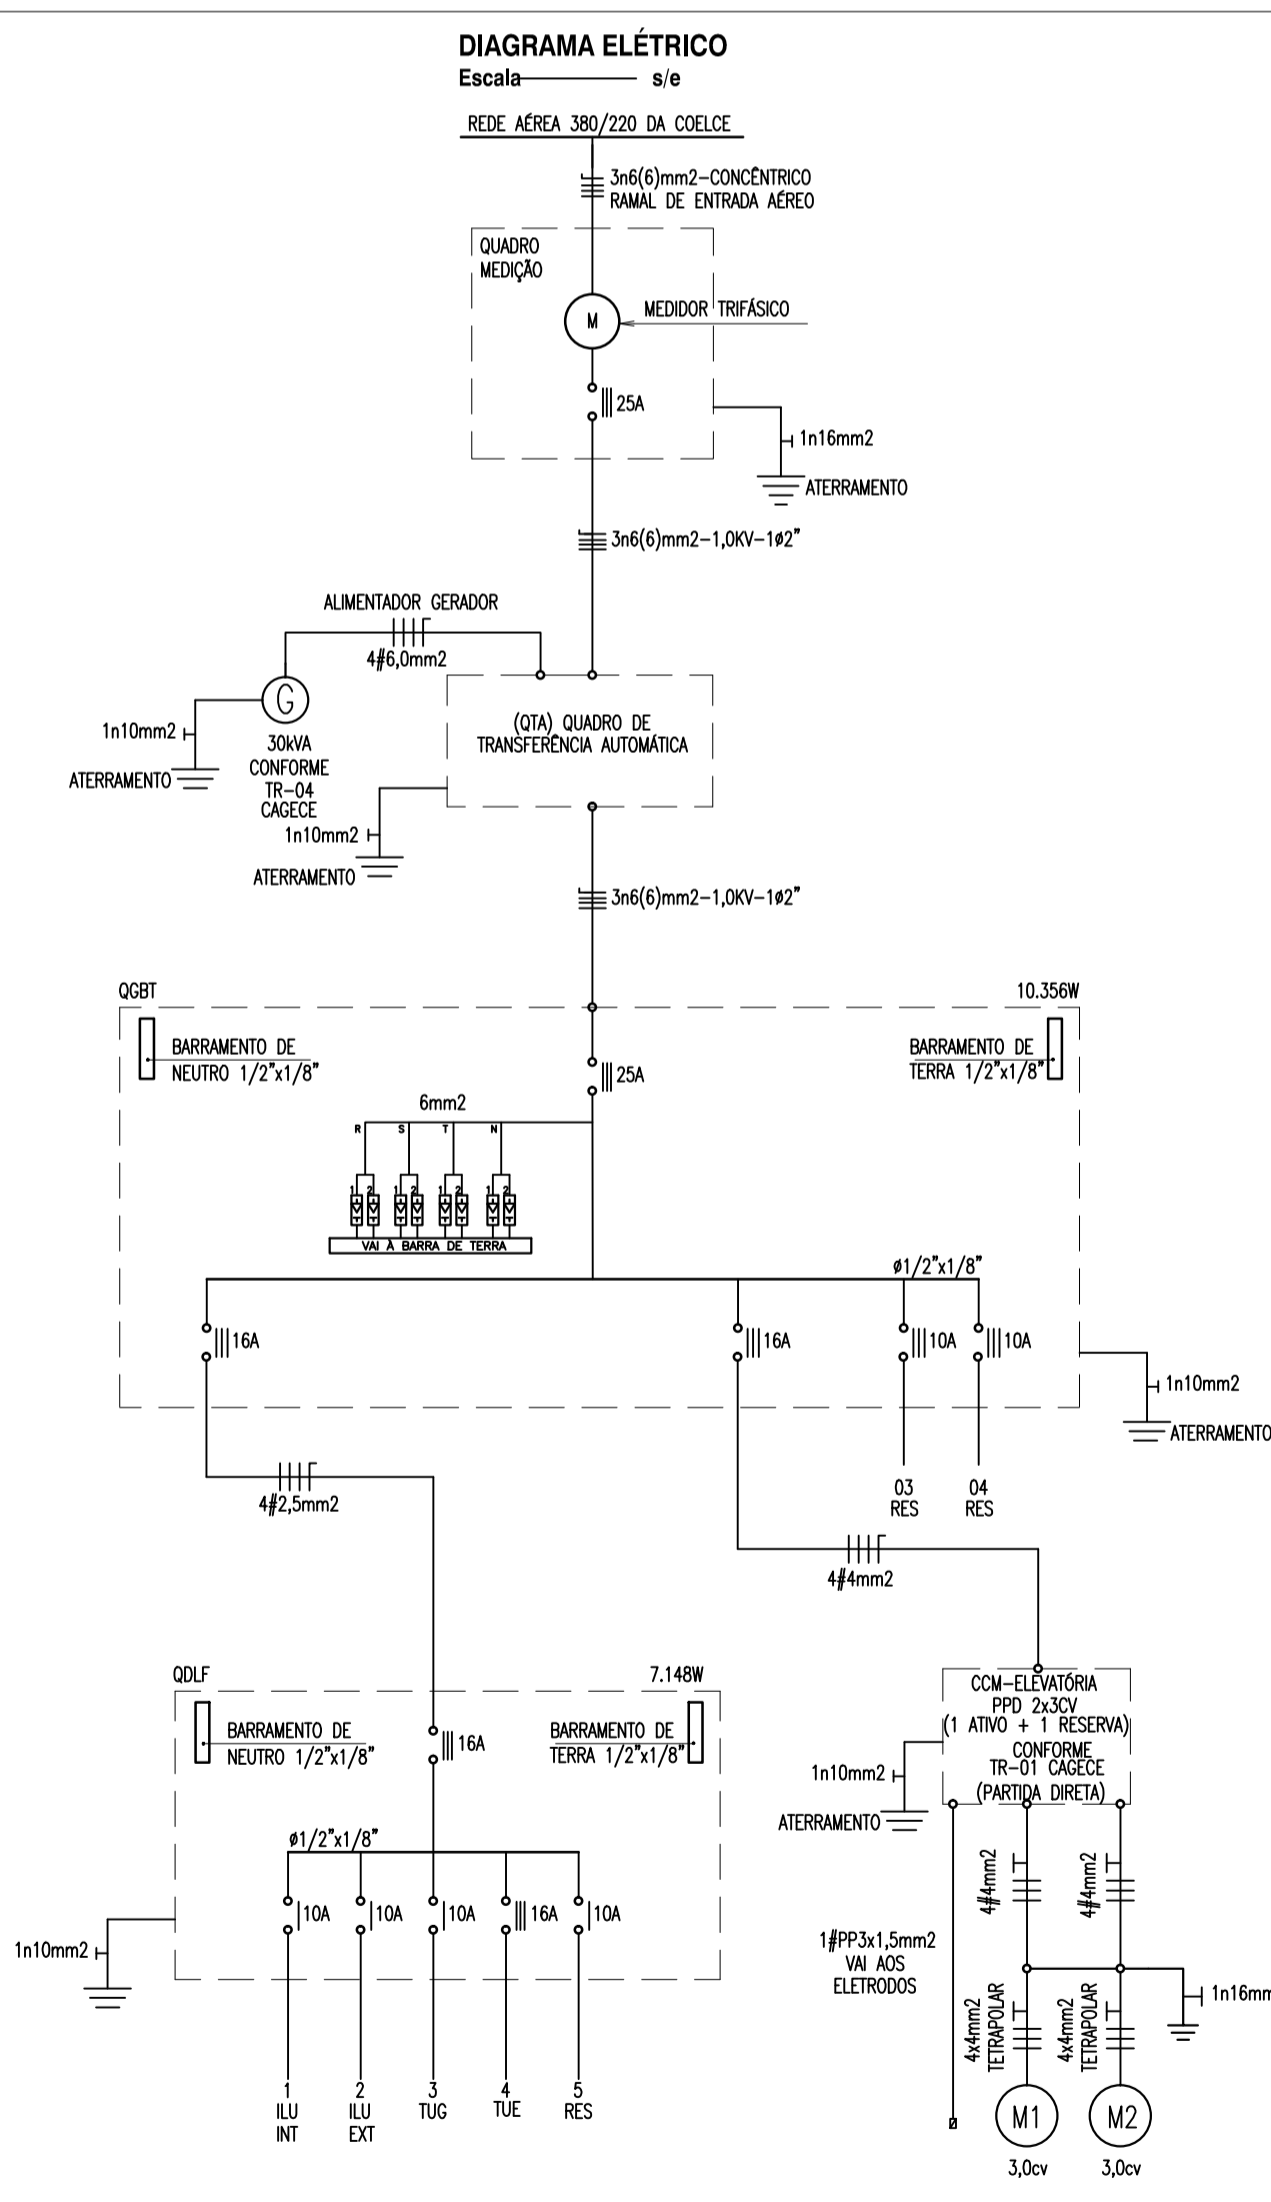 DIAGRAMA ELÉTRICO
Escala s/e
REDE AÉREA 380/220 DA COELCE
3n6(6)mm2-CONCÊNTRICO
RAMAL DE ENTRADA AÉREO
QUADRO
MEDIÇÃO
M
MEDIDOR TRIFÁSICO
25A
1n16mm2
ATERRAMENTO
3n6(6)mm2-1,0KV-1ø2"
ALIMENTADOR GERADOR
4#6,0mm2
G
30kVA
CONFORME
TR-04
CAGECE
1n10mm2
ATERRAMENTO
(QTA) QUADRO DE
TRANSFERÊNCIA AUTOMÁTICA
1n10mm2
ATERRAMENTO
3n6(6)mm2-1,0KV-1ø2"
QGBT
10.356W
BARRAMENTO DE
NEUTRO 1/2"x1/8"
BARRAMENTO DE
TERRA 1/2"x1/8"
25A
6mm2
R S T N
1 2 1 2 1 2 1 2
VAI À BARRA DE TERRA
ø1/2"x1/8"
16A
16A
10A
10A
1n10mm2
ATERRAMENTO
03
RES
04
RES
4#2,5mm2
4#4mm2
QDLF
7.148W
BARRAMENTO DE
NEUTRO 1/2"x1/8"
BARRAMENTO DE
TERRA 1/2"x1/8"
16A
ø1/2"x1/8"
10A
10A
10A
16A
10A
1n10mm2
1
ILU
INT
2
ILU
EXT
3
TUG
4
TUE
5
RES
CCM-ELEVATÓRIA
PPD 2x3CV
(1 ATIVO + 1 RESERVA)
CONFORME
TR-01 CAGECE
(PARTIDA DIRETA)
1n10mm2
ATERRAMENTO
4#4mm2
4#4mm2
1#PP3x1,5mm2
VAI AOS
ELETRODOS
4x4mm2
TETRAPOLAR
4x4mm2
TETRAPOLAR
1n16mm
M1
3,0cv
M2
3,0cv